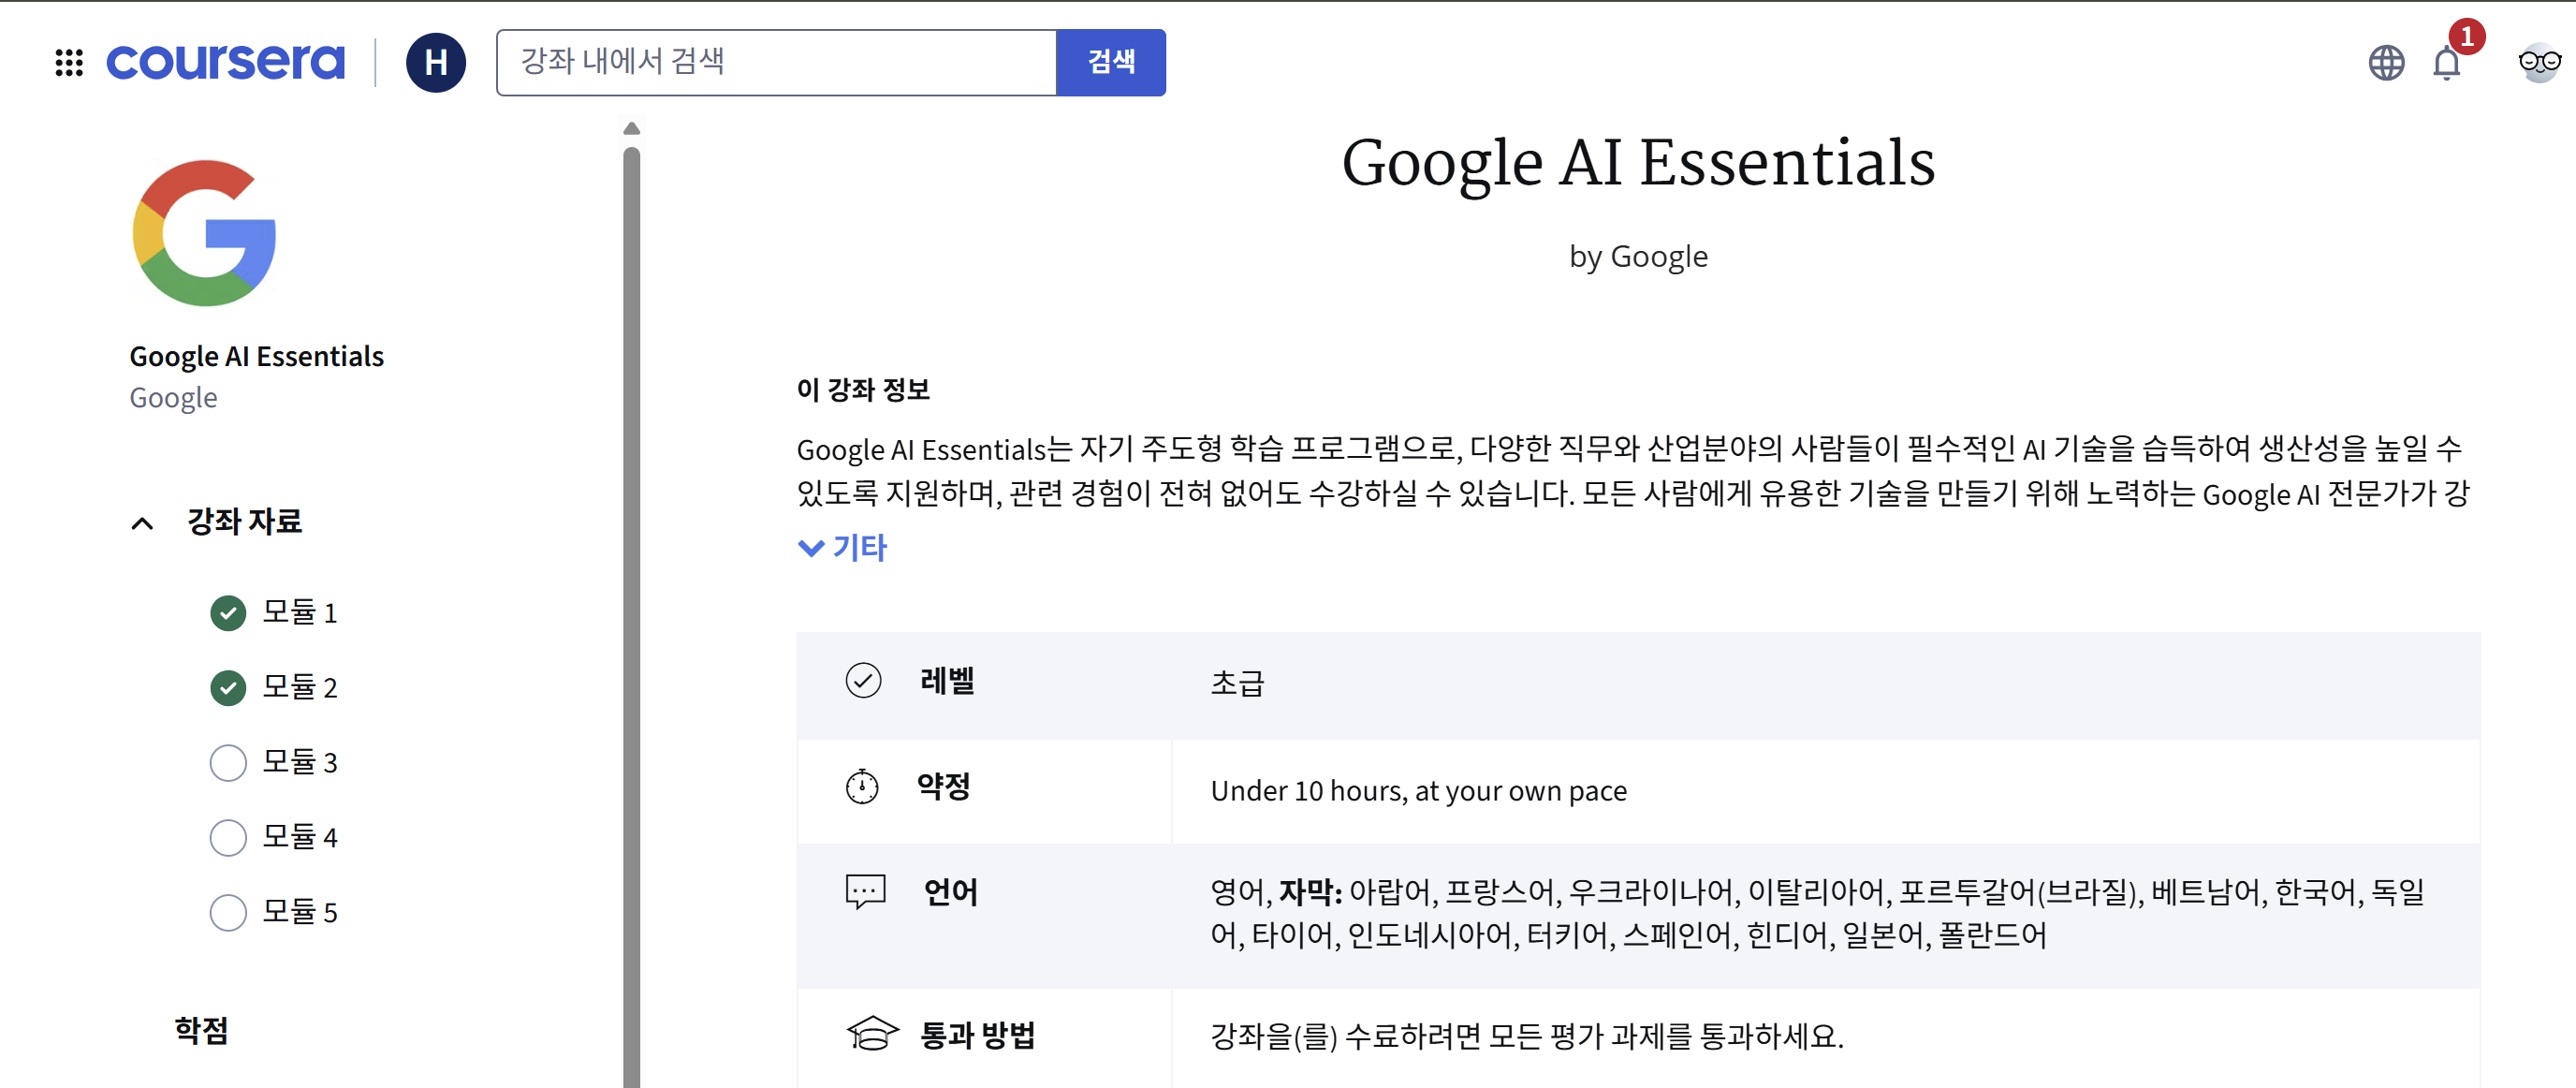 coursera
H
강좌 내에서 검색
검색
1
Google AI Essentials
Google
강좌 자료
모듈 1
모듈 2
모듈 3
모듈 4
모듈 5
학점
Google AI Essentials
by Google
이 강좌 정보
Google AI Essentials는 자기 주도형 학습 프로그램으로, 다양한 직무와 산업분야의 사람들이 필수적인 AI 기술을 습득하여 생산성을 높일 수
있도록 지원하며, 관련 경험이 전혀 없어도 수강하실 수 있습니다. 모든 사람에게 유용한 기술을 만들기 위해 노력하는 Google AI 전문가가 강
기타
레벨 초급
약정 Under 10 hours, at your own pace
언어 영어, 자막: 아랍어, 프랑스어, 우크라이나어, 이탈리아어, 포르투갈어(브라질), 베트남어, 한국어, 독일
어, 타이어, 인도네시아어, 터키어, 스페인어, 힌디어, 일본어, 폴란드어
통과 방법 강좌을(를) 수료하려면 모든 평가 과제를 통과하세요.